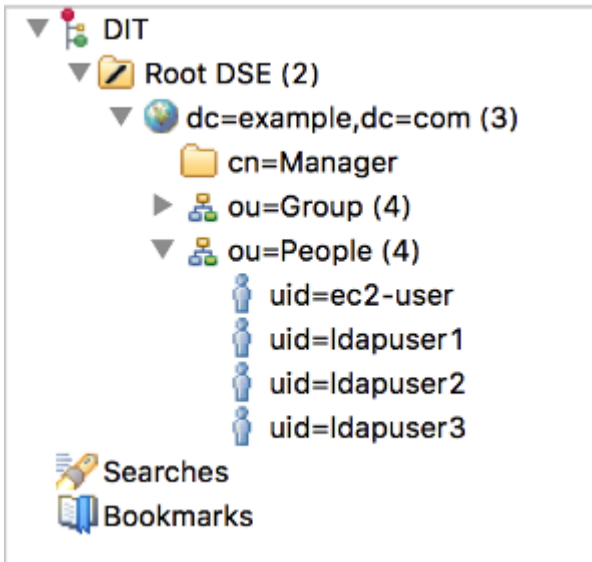 DIT
Root DSE (2)
dc=example,dc=com (3)
cn=Manager
ou=Group (4)
ou=People (4)
uid=ec2-user
uid=ldapuser1
uid=ldapuser2
uid=ldapuser3
Searches
Bookmarks